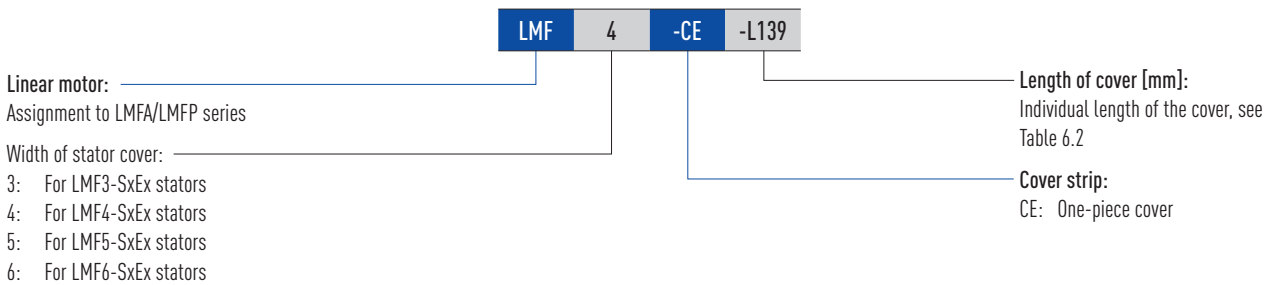 LMF 4 -CE -L139
Linear motor:
Assignment to LMFA/LMFP series
Width of stator cover:
3: For LMF3-SxEx stators
4: For LMF4-SxEx stators
5: For LMF5-SxEx stators
6: For LMF6-SxEx stators
Length of cover [mm]:
Individual length of the cover, see
Table 6.2
Cover strip:
CE: One-piece cover